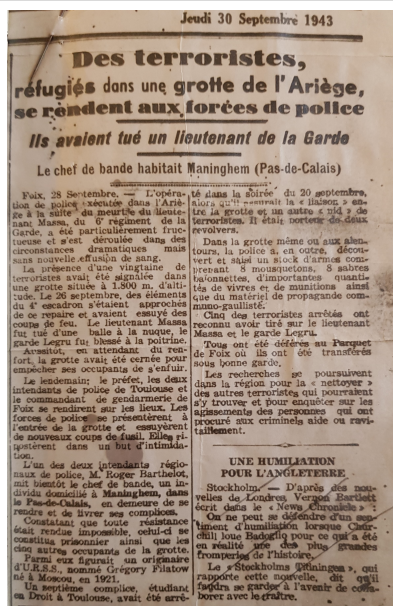 Jeudi 30 Septembre 1943
Des terroristes,
réfugiés dans une grotte de l'Ariège,
se rendent aux forces de police
Ils avaient tué un lieutenant de la Garde
Le chef de bande habitait Maninghem (Pas-de-Calais)
Foix, 28 Septembre. — L'opéra-
tion de police exécutée dans l'Ariè-
ge à la suite du meurtre du lieute-
nant Massa, du 6e régiment de la
Garde, a été particulièrement fruc-
tueuse et s'est déroulée dans des
circonstances dramatiques mais
sans nouvelle effusion de sang.
La présence d'une vingtaine de
terroristes avait été signalée dans
une grotte située à 1.800 m. d'alti-
tude. Le 26 septembre, des éléments
du 4e escadron s'étaient approchés
de ce repaire et avaient essuyé des
coups de feu. Le lieutenant Massa
fut tué d'une balle à la nuque, le
garde Legru fut blessé à la poitrine.
Aussitôt, en attendant du ren-
fort, la grotte avait été cernée pour
empêcher ses occupants de s'enfuir.
Le lendemain, le préfet, les deux
intendants de police de Toulouse et
le commandant de gendarmerie de
Foix se rendirent sur les lieux. Les
forces de police se présentèrent à
l'entrée de la grotte et essuyèrent
de nouveaux coups de fusil. Elles ri-
postèrent dans un but d'intimida-
tion.
L'un des deux intendants régio-
naux de police, M. Roger Barthelot,
mit bientôt le chef de bande, un in-
dividu domicilié à Maninghem, dans
le Pas-de-Calais, en demeure de se
rendre et de livrer ses complices.
Constatant que toute résistance
était rendue impossible, celui-ci se
constitua prisonnier ainsi que les
cinq autres occupants de la grotte.
Parmi eux figurait un originaire
d'U.R.S.S., nommé Grégory Filatow
né à Moscou, en 1921.
Un septième complice, étudiant
en Droit à Toulouse, avait été arrê-
té dans la soirée du 20 septembre,
alors qu'il assurait la « liaison » en-
tre la grotte et un autre « nid » de
terroristes. Il était porteur de deux
revolvers.
Dans la grotte même ou aux alen-
tours, la police a, en outre, décou-
vert et saisi un stock d'armes com-
prenant 8 mousquetons, 8 sabres
baïonnettes, d'importantes quanti-
tés de vivres et de munitions ainsi
que du matériel de propagande com-
muno-gaulliste.
Cinq des terroristes arrêtés ont
reconnu avoir tiré sur le lieutenant
Massa et le garde Legru.
Tous ont été déférés au Parquet
de Foix où ils ont été transférés
sous bonne garde.
Les recherches se poursuivent
dans la région pour la « nettoyer »
des autres terroristes qui pourraient
s'y trouver et pour enquêter sur les
agissements des personnes qui ont
procuré aux criminels aide ou ravi-
taillement.
UNE HUMILIATION
POUR L'ANGLETERRE
Stockholm. — D'après des nou-
velles de Londres, Vernon Bartlett
écrit dans le « News Chronicle » :
On ne peut se défendre d'un sen-
timent d'humiliation lorsque Chur-
chill loue Badoglio pour ce qui a été
en réalité une des plus grandes
tromperies de l'histoire.
Le « Stockholms Tidningen », qui
rapporte cette nouvelle, dit qu'il
faudra se garder à l'avenir de colla-
borer avec le traître.